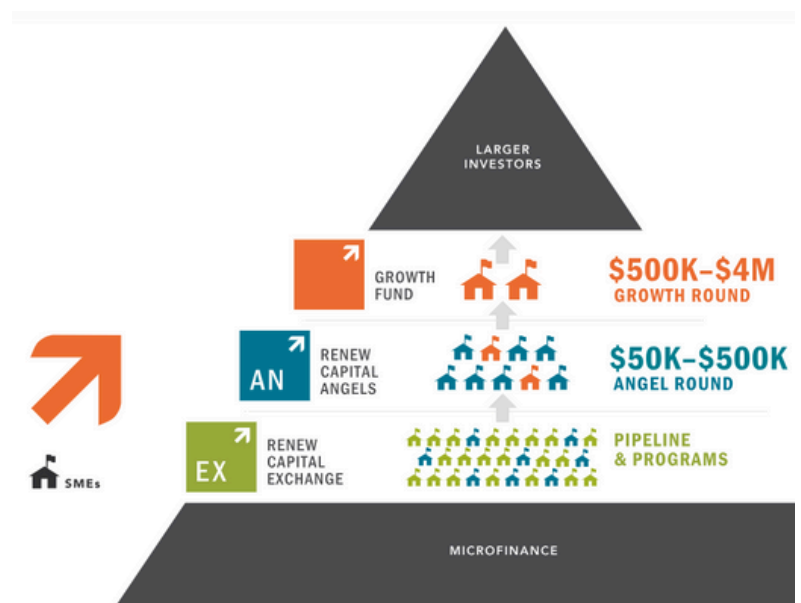 LARGER
INVESTORS
GROWTH
FUND
$500K–$4M
GROWTH ROUND
AN
RENEW
CAPITAL
ANGELS
$50K–$500K
ANGEL ROUND
SMEs
EX
RENEW
CAPITAL
EXCHANGE
PIPELINE
& PROGRAMS
MICROFINANCE